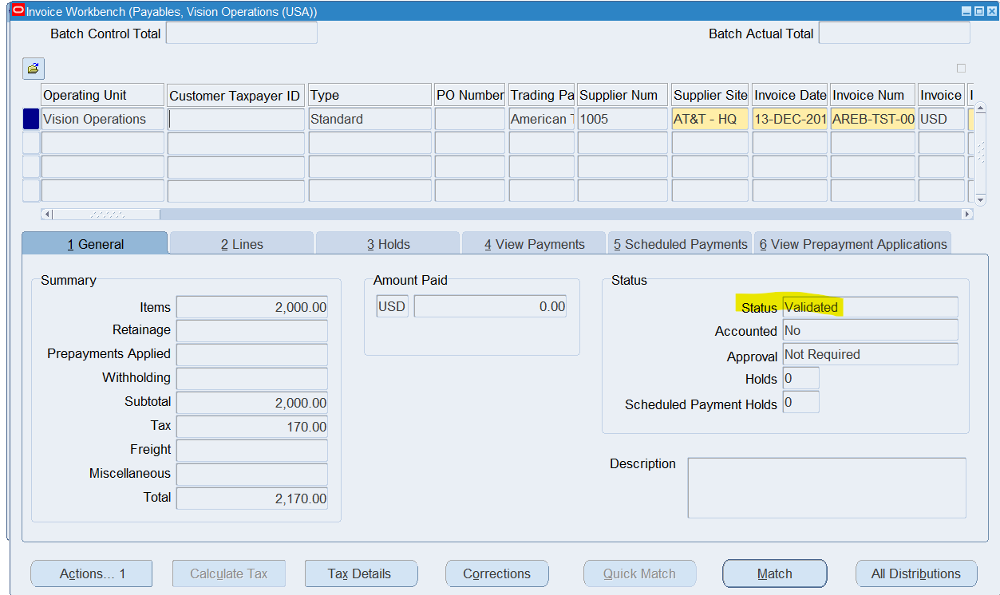 Invoice Workbench (Payables, Vision Operations (USA))
Batch Control Total
Batch Actual Total
Operating Unit Customer Taxpayer ID Type PO Number Trading Pa Supplier Num Supplier Site Invoice Date Invoice Num Invoice I
Vision Operations Standard American T 1005 AT&T - HQ 13-DEC-201 AREB-TST-00 USD
1 General 2 Lines 3 Holds 4 View Payments 5 Scheduled Payments 6 View Prepayment Applications
Summary
Items 2,000.00
Retainage
Prepayments Applied
Withholding
Subtotal 2,000.00
Tax 170.00
Freight
Miscellaneous
Total 2,170.00
Amount Paid
USD 0.00
Status
Status Validated
Accounted No
Approval Not Required
Holds 0
Scheduled Payment Holds 0
Description
Actions... 1 Calculate Tax Tax Details Corrections Quick Match Match All Distributions